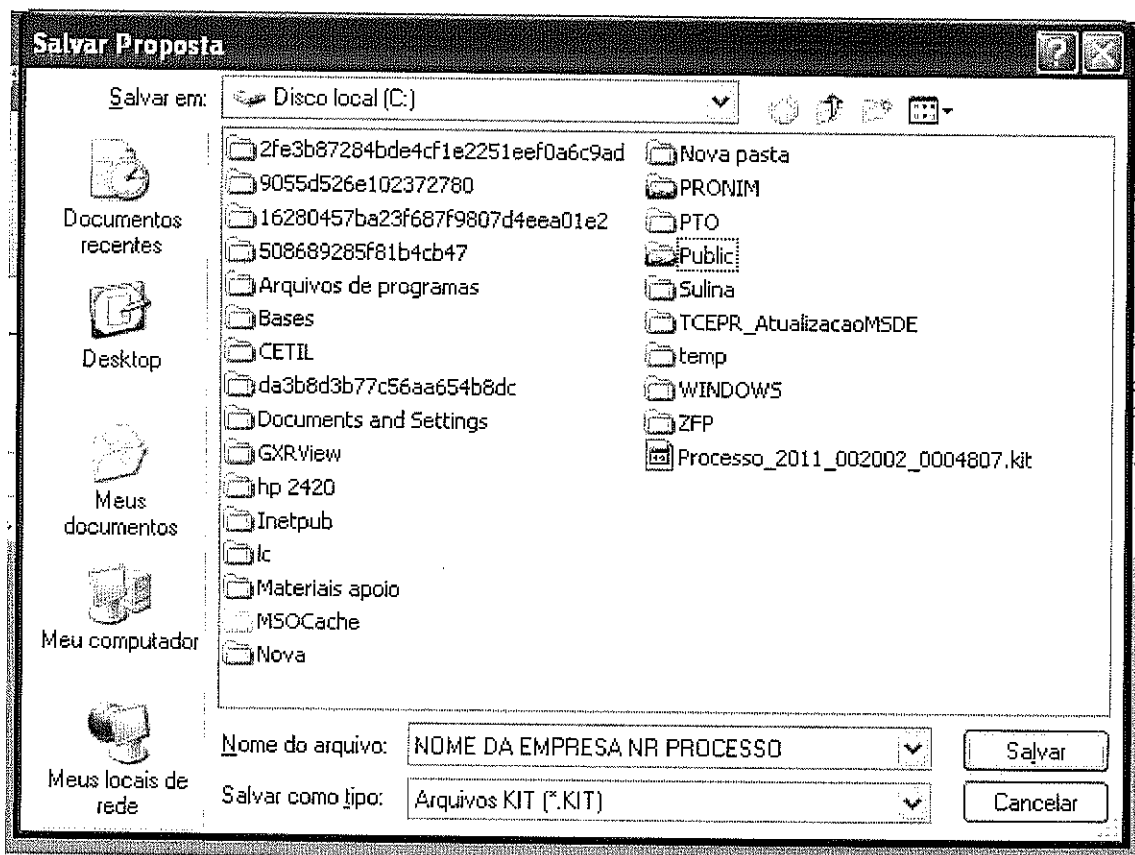 Salvar Proposta
Salvar em:
Disco local (C:)
Documentos
recentes
Desktop
Meus
documentos
Meu computador
Meus locais de
rede
2fe3b87284bde4cf1e2251eef0a6c9ad
9055d526e102372780
16280457ba23f687f9807d4eea01e2
508689285f81b4cb47
Arquivos de programas
Bases
CETIL
da3b8d3b77c56aa654b8dc
Documents and Settings
GXRView
hp 2420
Inetpub
lc
Materiais apoio
MSOCache
Nova
Nova pasta
PRONIM
PTO
Public
Sulina
TCEPR_AtualizacaoMSDE
temp
WINDOWS
ZFP
Processo_2011_002002_0004807.kit
Nome do arquivo:
NOME DA EMPRESA NR PROCESSO
Salvar
Salvar como tipo:
Arquivos KIT (*.KIT)
Cancelar